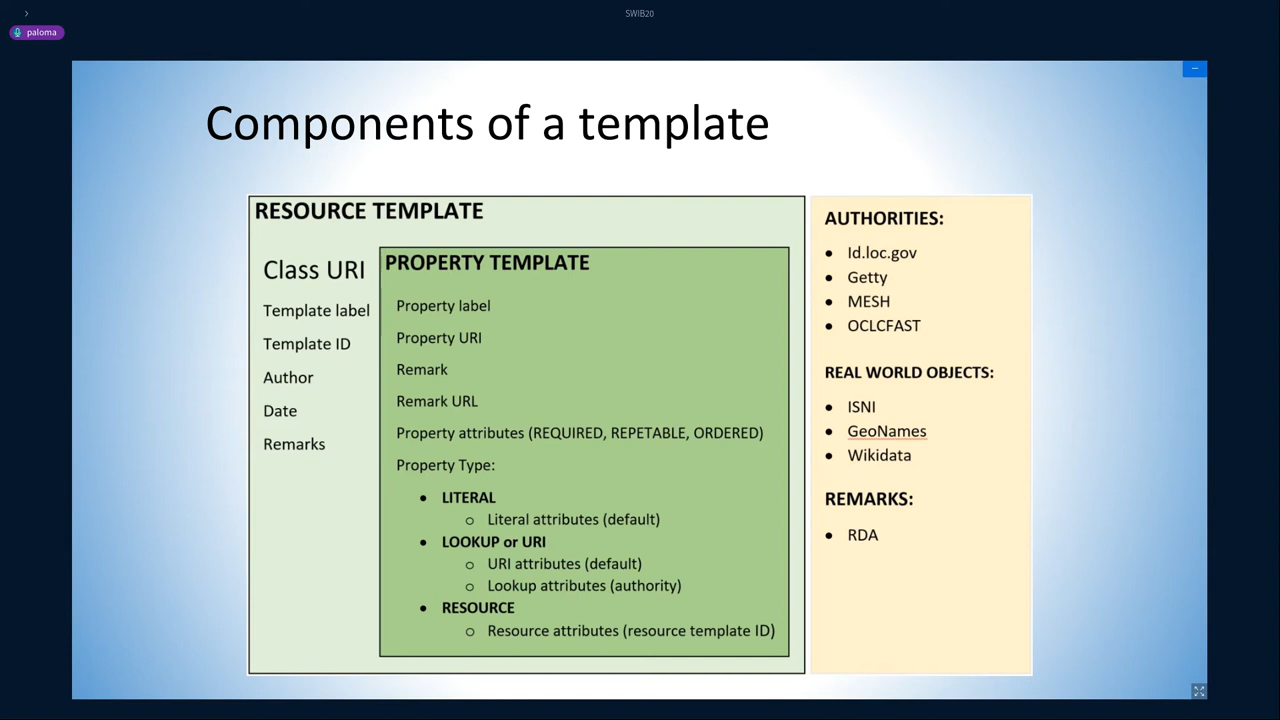 SWIB20
paloma
Components of a template
RESOURCE TEMPLATE
Class URI
Template label
Template ID
Author
Date
Remarks
PROPERTY TEMPLATE
Property label
Property URI
Remark
Remark URL
Property attributes (REQUIRED, REPETABLE, ORDERED)
Property Type:
• LITERAL
o Literal attributes (default)
• LOOKUP or URI
o URI attributes (default)
o Lookup attributes (authority)
• RESOURCE
o Resource attributes (resource template ID)
AUTHORITIES:
• Id.loc.gov
• Getty
• MESH
• OCLCFAST
REAL WORLD OBJECTS:
• ISNI
• GeoNames
• Wikidata
REMARKS:
• RDA